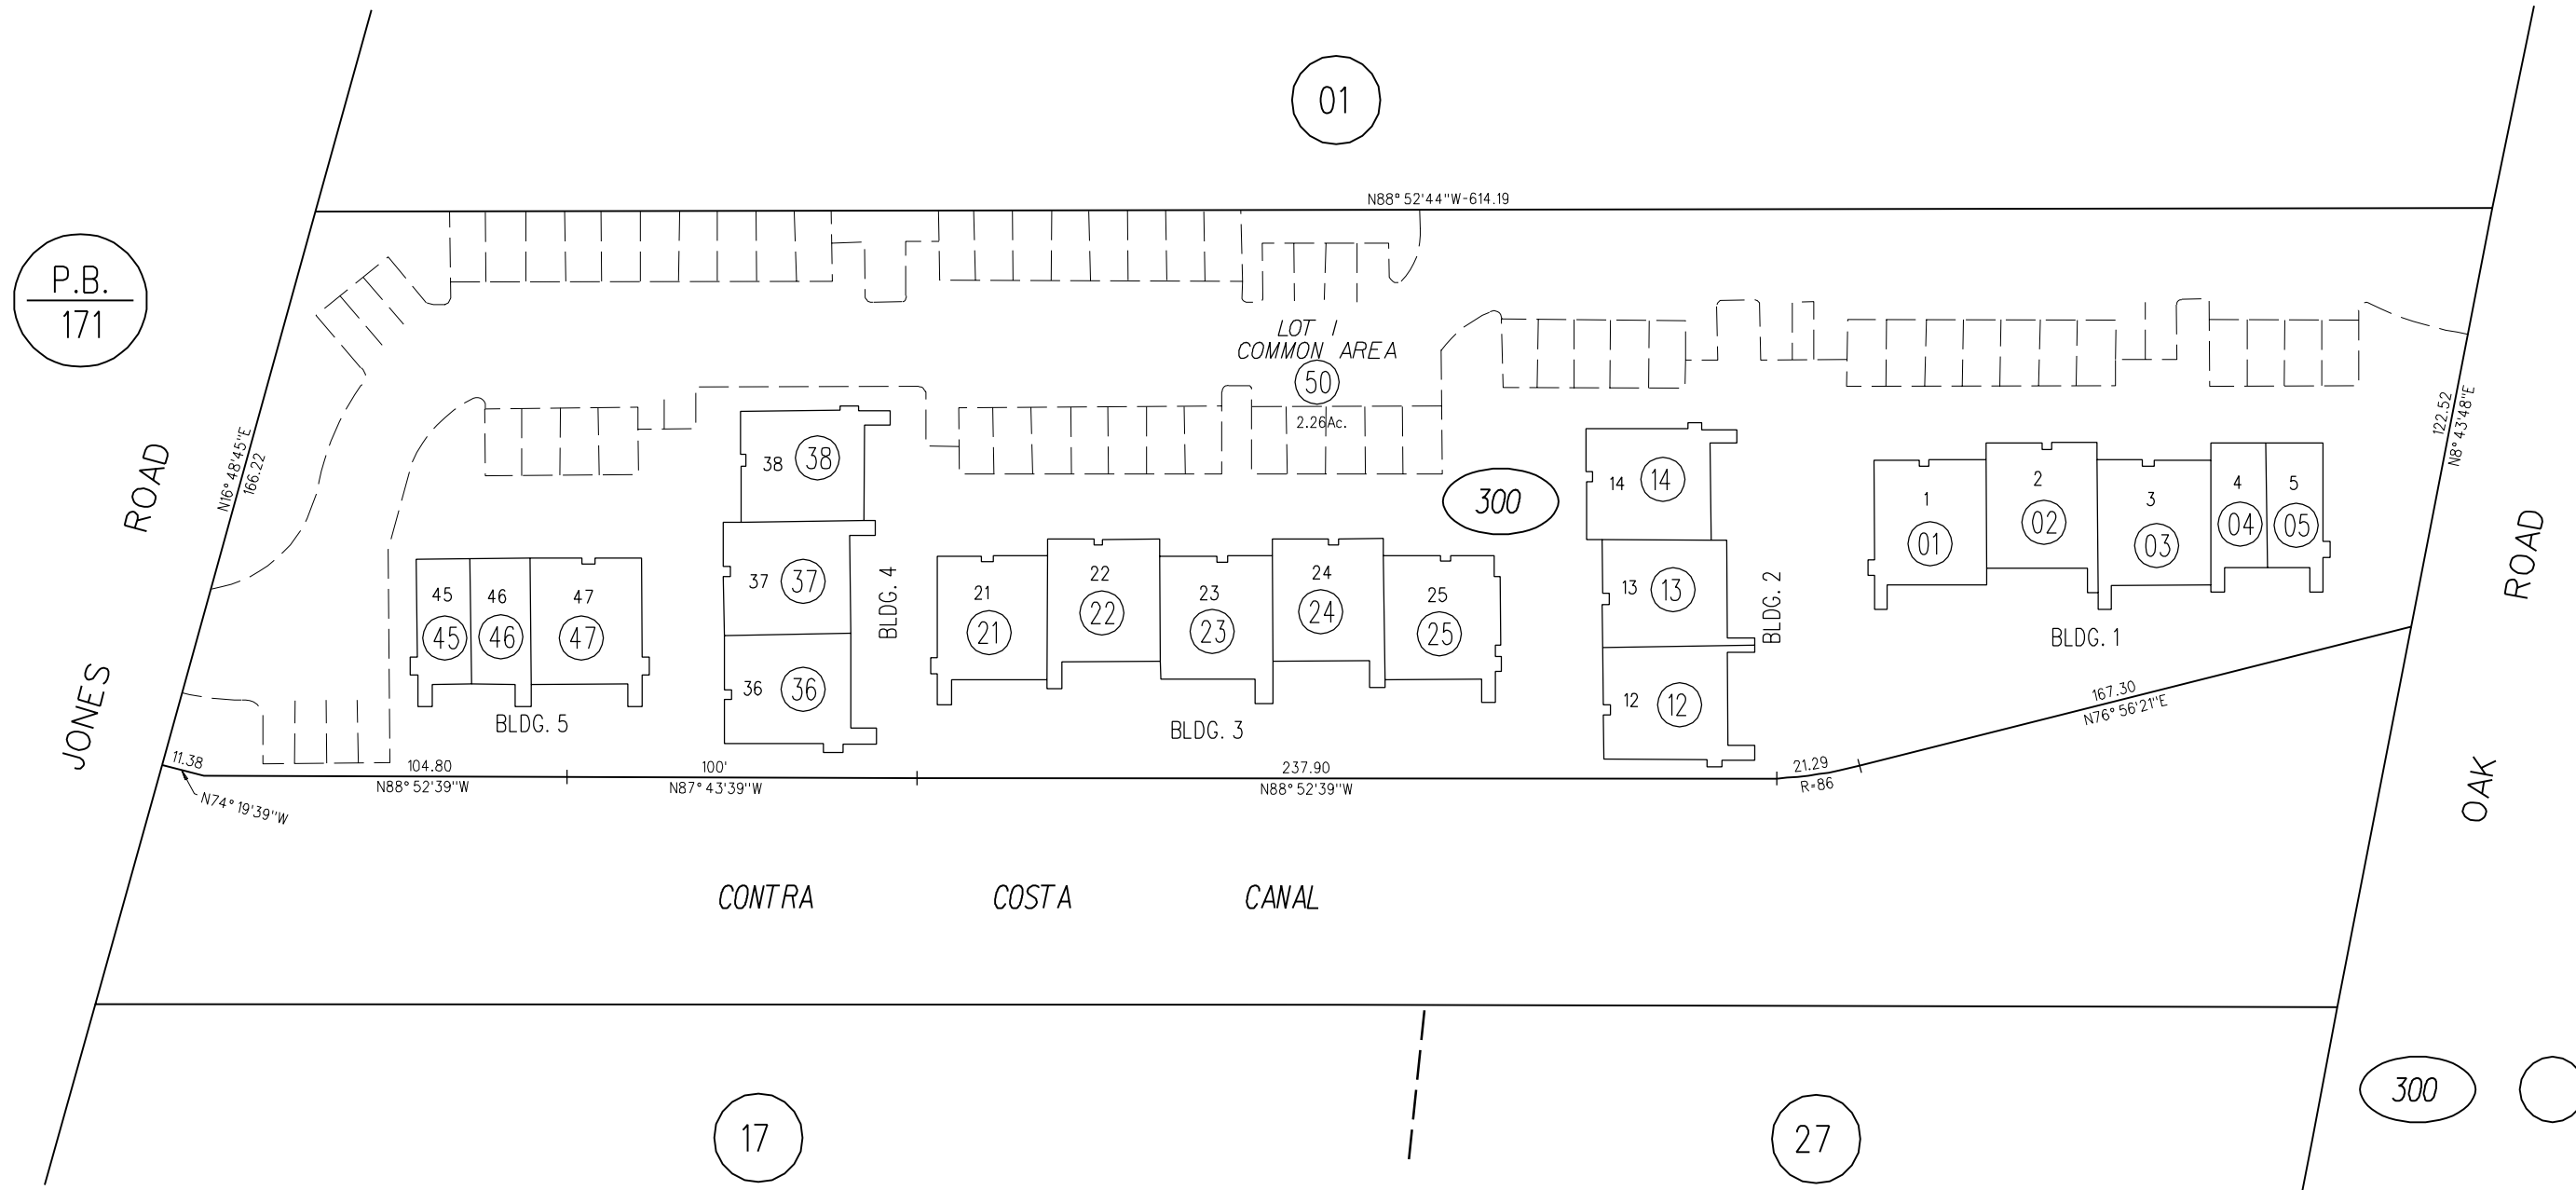 01
N88°52'44"W-614.19
P.B.
171
LOT 1
COMMON AREA
50
2.26Ac.
N16°48'45"E
166.22
JONES ROAD
122.52
N8°43'48"E
OAK ROAD
300
38 38
37 37
36 36
BLDG. 4
14 14
13 13
12 12
BLDG. 2
1 01
2 02
3 03
4 04
5 05
BLDG. 1
45 45
46 46
47 47
BLDG. 5
21 21
22 22
23 23
24 24
25 25
BLDG. 3
11.38
N74°19'39"W
104.80
N88°52'39"W
100'
N87°43'39"W
237.90
N88°52'39"W
21.29
R=86
167.30
N76°56'21"E
CONTRA COSTA CANAL
17
27
300